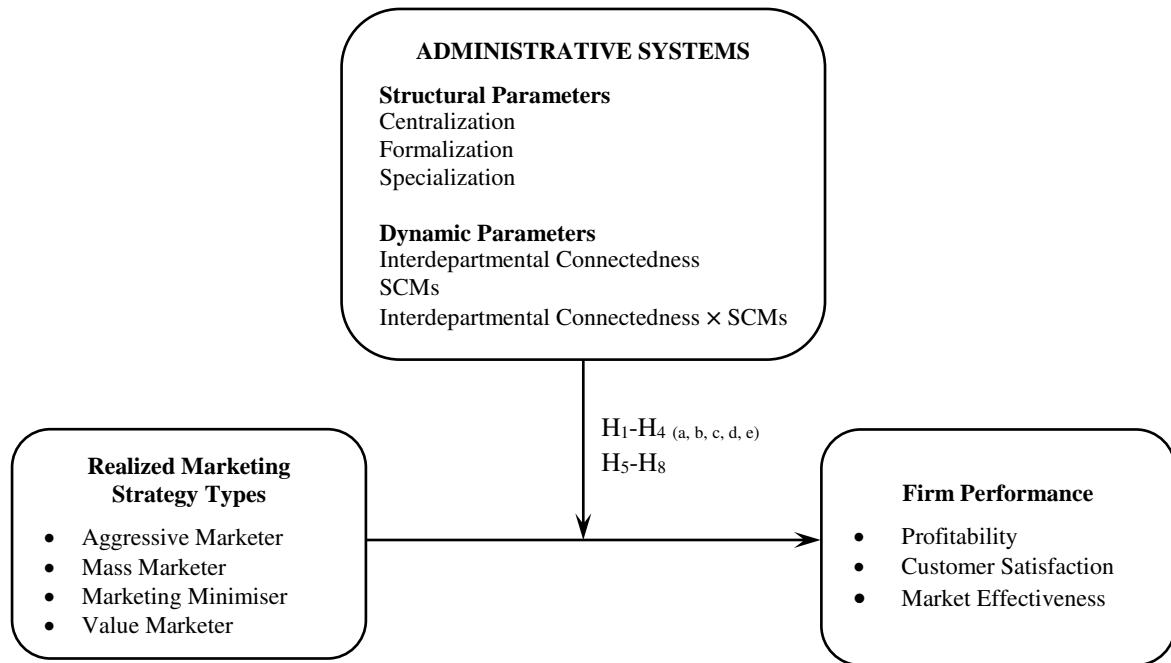 ADMINISTRATIVE SYSTEMS
Structural Parameters
Centralization
Formalization
Specialization
Dynamic Parameters
Interdepartmental Connectedness
SCMs
Interdepartmental Connectedness × SCMs
H1-H4 (a, b, c, d, e)
H5-H8
Realized Marketing
Strategy Types
• Aggressive Marketer
• Mass Marketer
• Marketing Minimiser
• Value Marketer
Firm Performance
• Profitability
• Customer Satisfaction
• Market Effectiveness